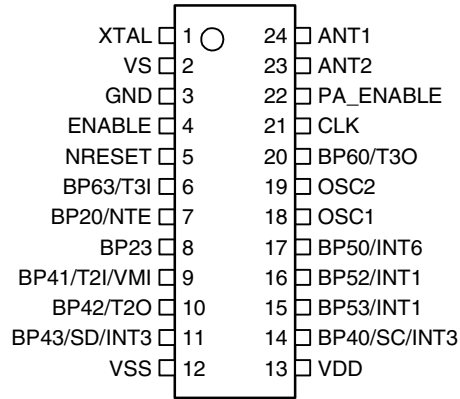 XTAL 1 24 ANT1
VS 2 23 ANT2
GND 3 22 PA_ENABLE
ENABLE 4 21 CLK
NRESET 5 20 BP60/T3O
BP63/T3I 6 19 OSC2
BP20/NTE 7 18 OSC1
BP23 8 17 BP50/INT6
BP41/T2I/VMI 9 16 BP52/INT1
BP42/T2O 10 15 BP53/INT1
BP43/SD/INT3 11 14 BP40/SC/INT3
VSS 12 13 VDD